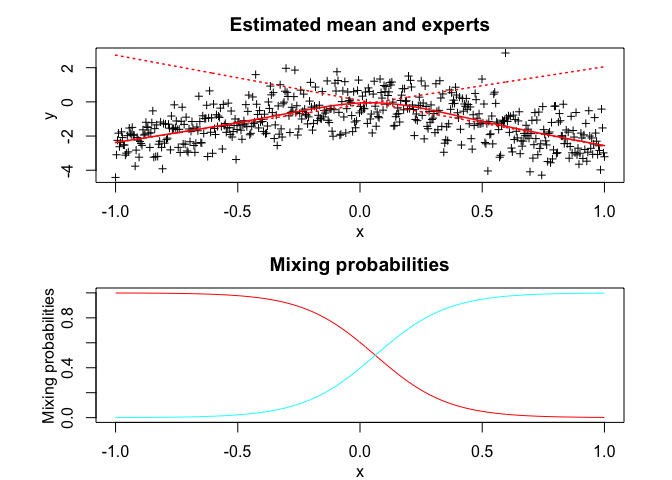 Estimated mean and experts
y
2
0
-2
-4
-1.0 -0.5 0.0 0.5 1.0
x
Mixing probabilities
Mixing probabilities
0.8
0.4
0.0
-1.0 -0.5 0.0 0.5 1.0
x